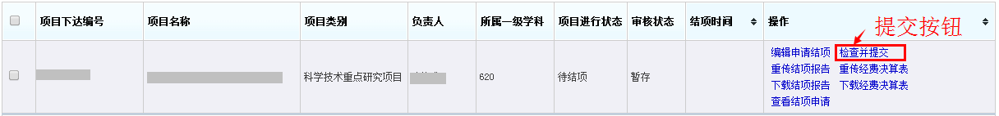 提交按钮
项目下达编号 项目名称 项目类别 负责人 所属一级学科 项目进行状态 审核状态 结项时间 操作
编辑申请结项 检查并提交
重传结项报告 重传经费决算表
科学技术重点研究项目 620 待结项 暂存
下载结项报告 下载经费决算表
查看结项申请